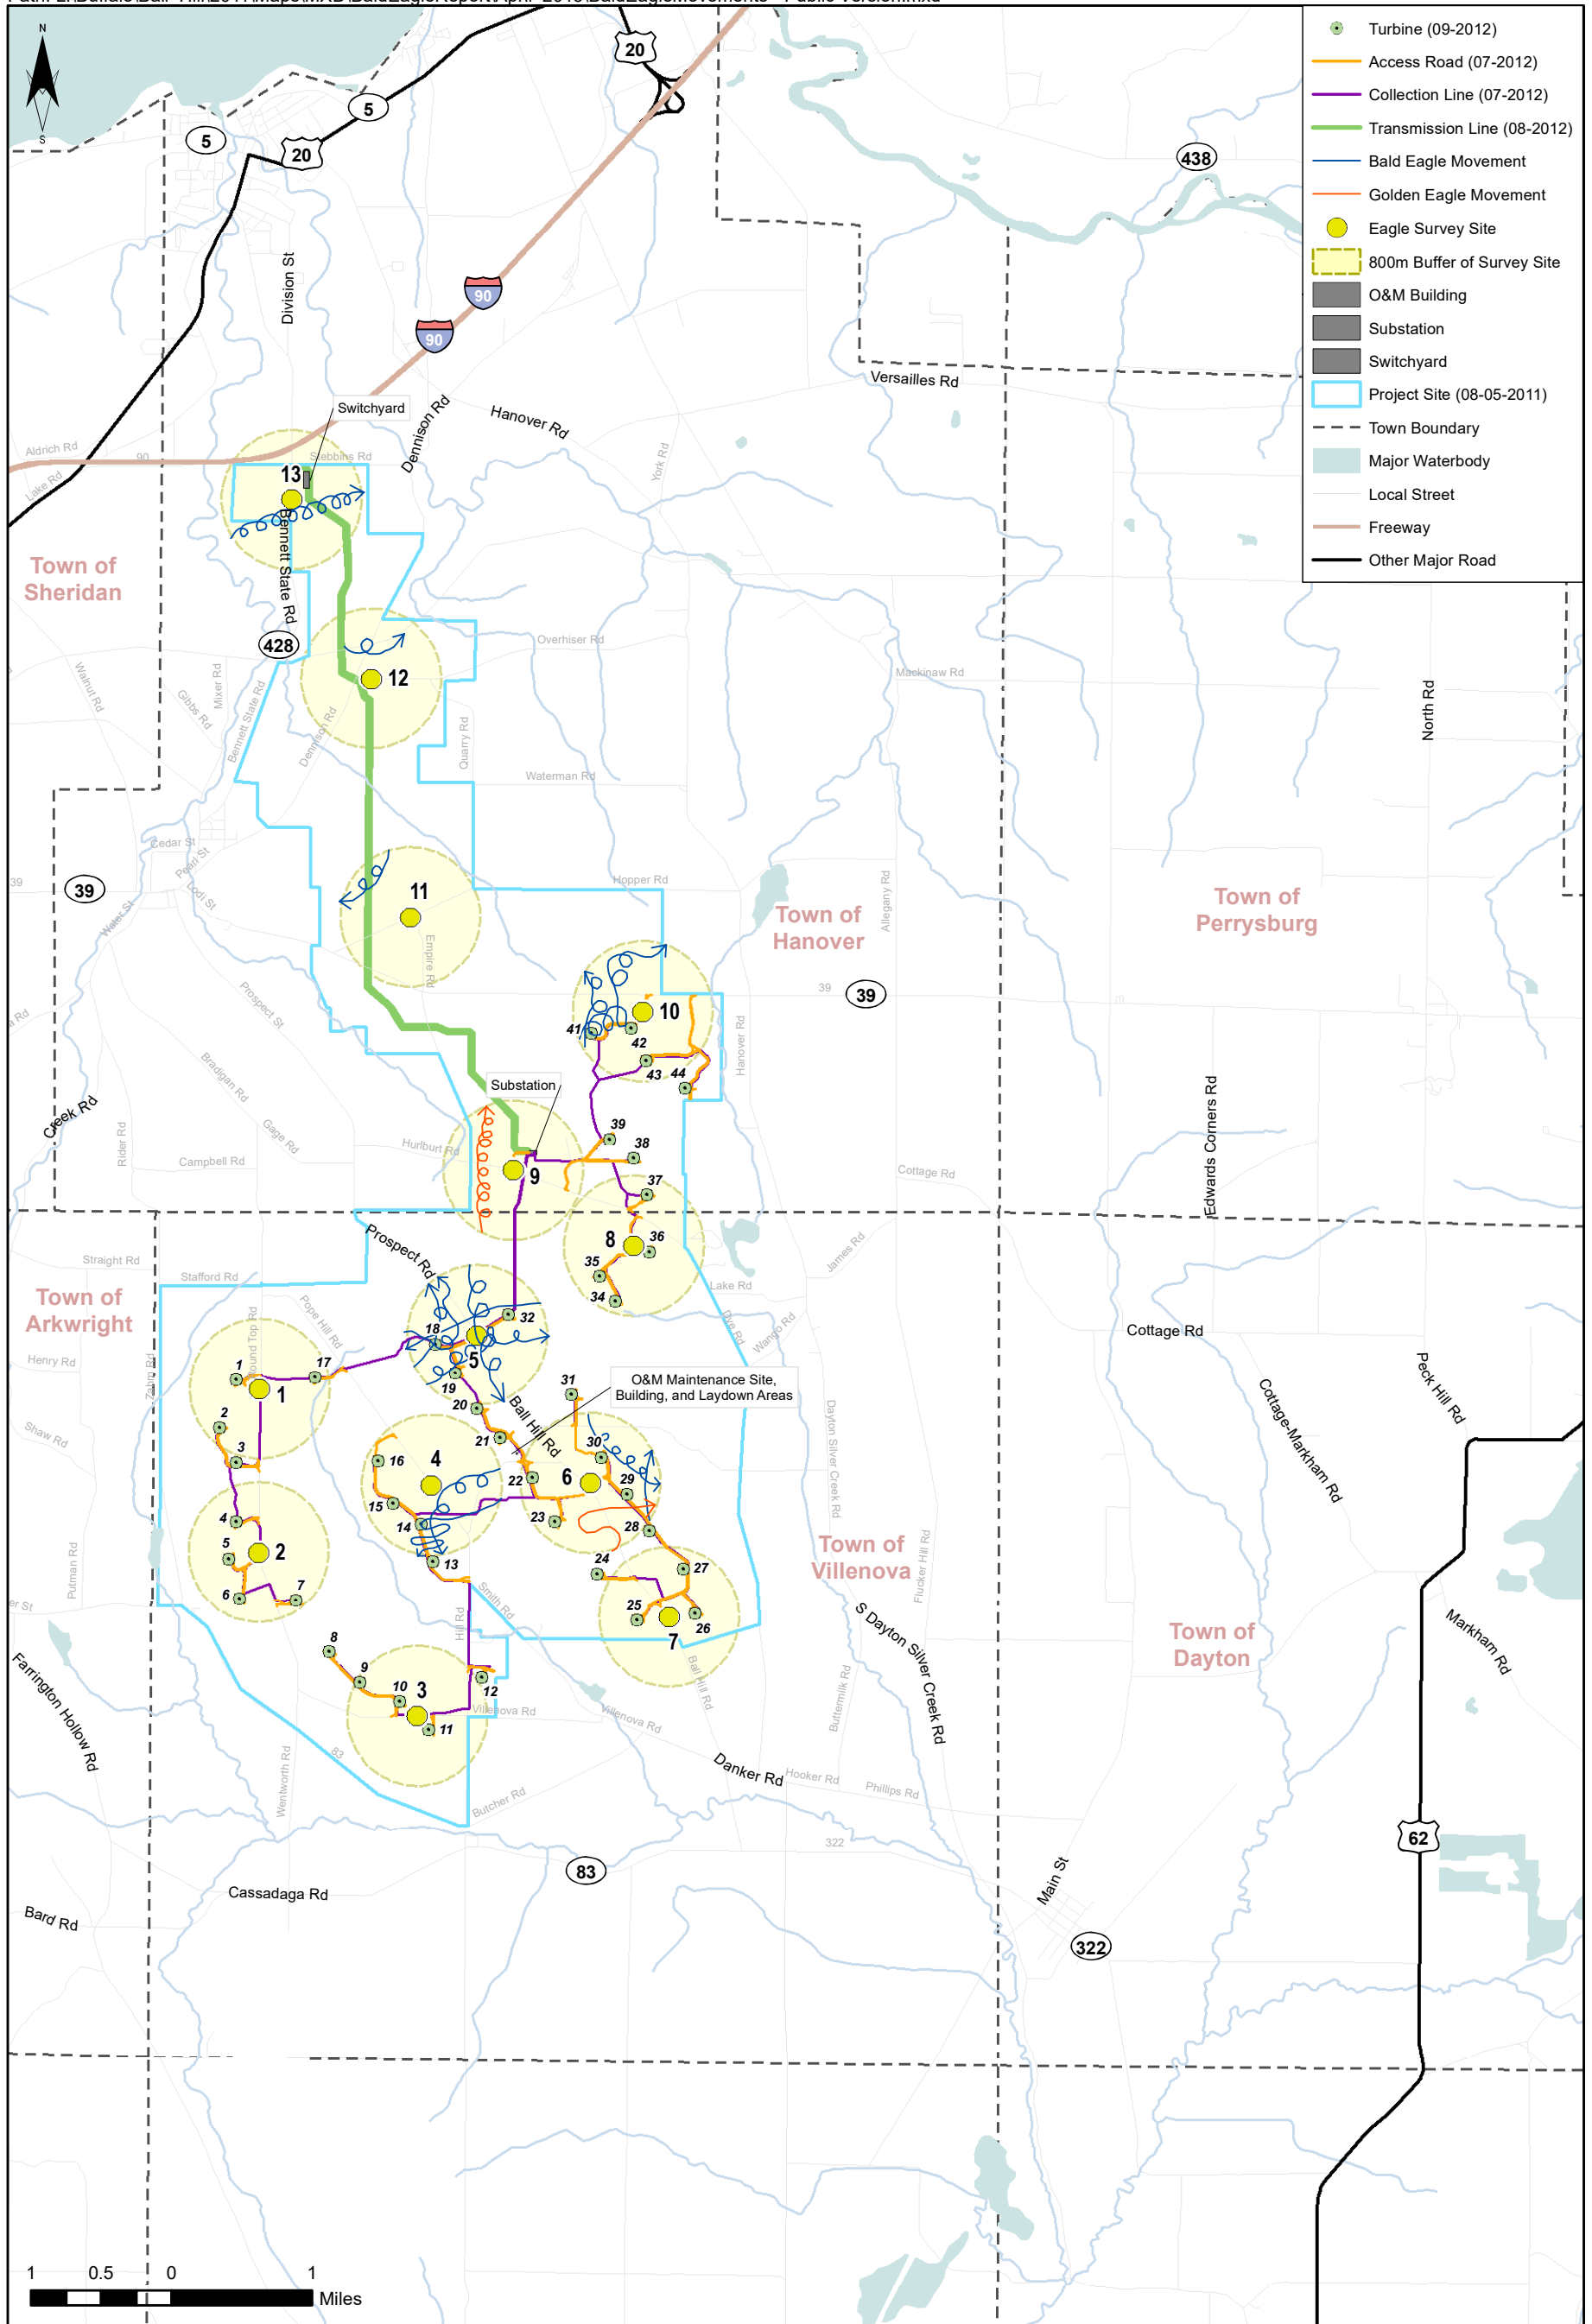 N
S
5
5
20
20
438
Turbine (09-2012)
Access Road (07-2012)
Collection Line (07-2012)
Transmission Line (08-2012)
Bald Eagle Movement
Golden Eagle Movement
Eagle Survey Site
800m Buffer of Survey Site
O&M Building
Substation
Switchyard
Project Site (08-05-2011)
Town Boundary
Major Waterbody
Local Street
Freeway
Other Major Road
Division St
90
90
Versailles Rd
Switchyard
Hanover Rd
Dennison Rd
Aldrich Rd
90
Stebbins Rd
Lake Rd
York Rd
13
Bennett State Rd
Town of
Sheridan
428
Overhiser Rd
12
Mackinaw Rd
Walnut Rd
Gibbs Rd
Mixer Rd
Bennett State Rd
Dennison Rd
Quarry Rd
North Rd
Waterman Rd
Cedar St
Pearl St
Lodi St
Water St
39
39
11
Hopper Rd
Allegany Rd
Town of
Hanover
Town of
Perrysburg
Empire Rd
39
39
10
41
42
43
44
Hanover Rd
Prospect St
Bradigan Rd
Gage Rd
Substation
Creek Rd
Rider Rd
Campbell Rd
Hurlburt Rd
9
39
38
37
Cottage Rd
Edwards Corners Rd
Prospect Rd
8
36
35
34
James Rd
Straight Rd
Stafford Rd
Lake Rd
Dye Rd
Wango Rd
Town of
Arkwright
Round Top Rd
Pope Hill Rd
Henry Rd
Zahm Rd
18
32
5
19
Cottage Rd
Peck Hill Rd
1
1
17
31
O&M Maintenance Site,
Building, and Laydown Areas
20
Ball Hill Rd
21
Cottage-Markham Rd
Dayton Silver Creek Rd
2
3
Shaw Rd
16
4
22
6
30
29
15
14
23
28
4
5
2
6
7
13
24
27
25
26
7
Town of
Villenova
Flucker Hill Rd
Putman Rd
Smith Rd
Hill Rd
S Dayton Silver Creek Rd
Town of
Dayton
Markham Rd
Farrington Hollow Rd
8
9
10
3
11
12
Villenova Rd
Villenova Rd
Ball Hill Rd
Buttermilk Rd
83
Wentworth Rd
Butcher Rd
Danker Rd
Hooker Rd
Phillips Rd
322
62
83
Cassadaga Rd
Bard Rd
Main St
322
1
0.5
0
1
Miles